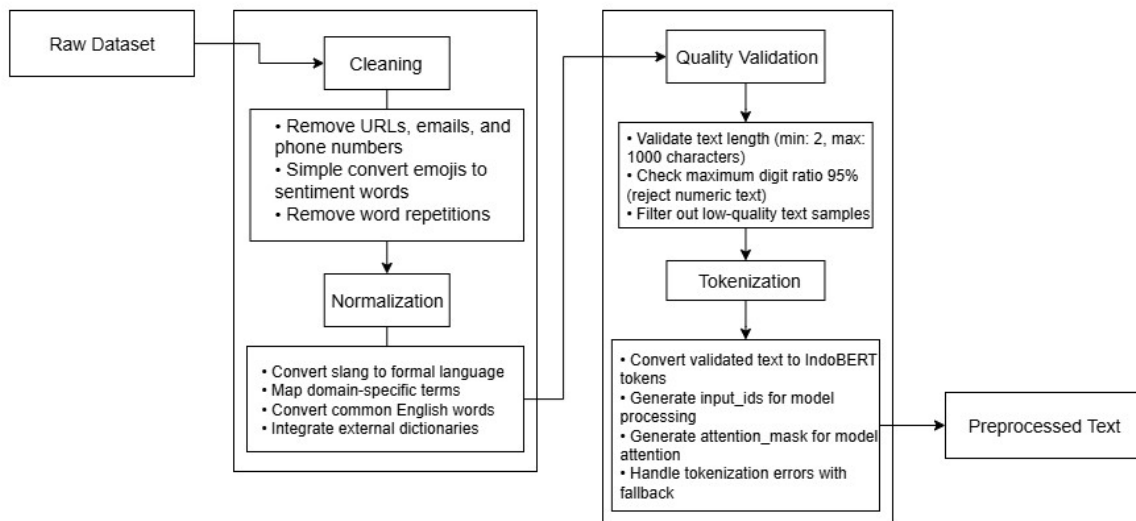 Raw Dataset
Cleaning
• Remove URLs, emails, and
phone numbers
• Simple convert emojis to
sentiment words
• Remove word repetitions
Normalization
• Convert slang to formal language
• Map domain-specific terms
• Convert common English words
• Integrate external dictionaries
Quality Validation
• Validate text length (min: 2, max:
1000 characters)
• Check maximum digit ratio 95%
(reject numeric text)
• Filter out low-quality text samples
Tokenization
• Convert validated text to IndoBERT
tokens
• Generate input_ids for model
processing
• Generate attention_mask for model
attention
• Handle tokenization errors with
fallback
Preprocessed Text